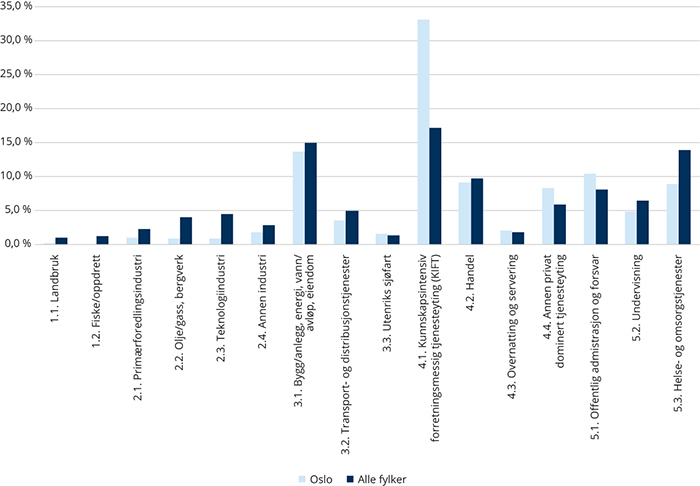 35,0 %
30,0 %
25,0 %
20,0 %
15,0 %
10,0 %
5,0 %
0,0 %
1.1. Landbruk
1.2. Fiske/oppdrett
2.1. Primærforedlingsindustri
2.2. Olje/gass, bergverk
2.3. Teknologiindustri
2.4. Annen industri
3.1. Bygg/anlegg, energi, vann/
avløp, eiendom
3.2. Transport- og distribusjonstjenester
3.3. Utenriks sjøfart
4.1. Kunnskapsintensiv
forretningsmessig tjenesteyting (KIFT)
4.2. Handel
4.3. Overnatting og servering
4.4. Annen privat
dominert tjenesteyting
5.1. Offentlig admistrasjon og forsvar
5.2. Undervisning
5.3. Helse- og omsorgstjenester
Oslo
Alle fylker